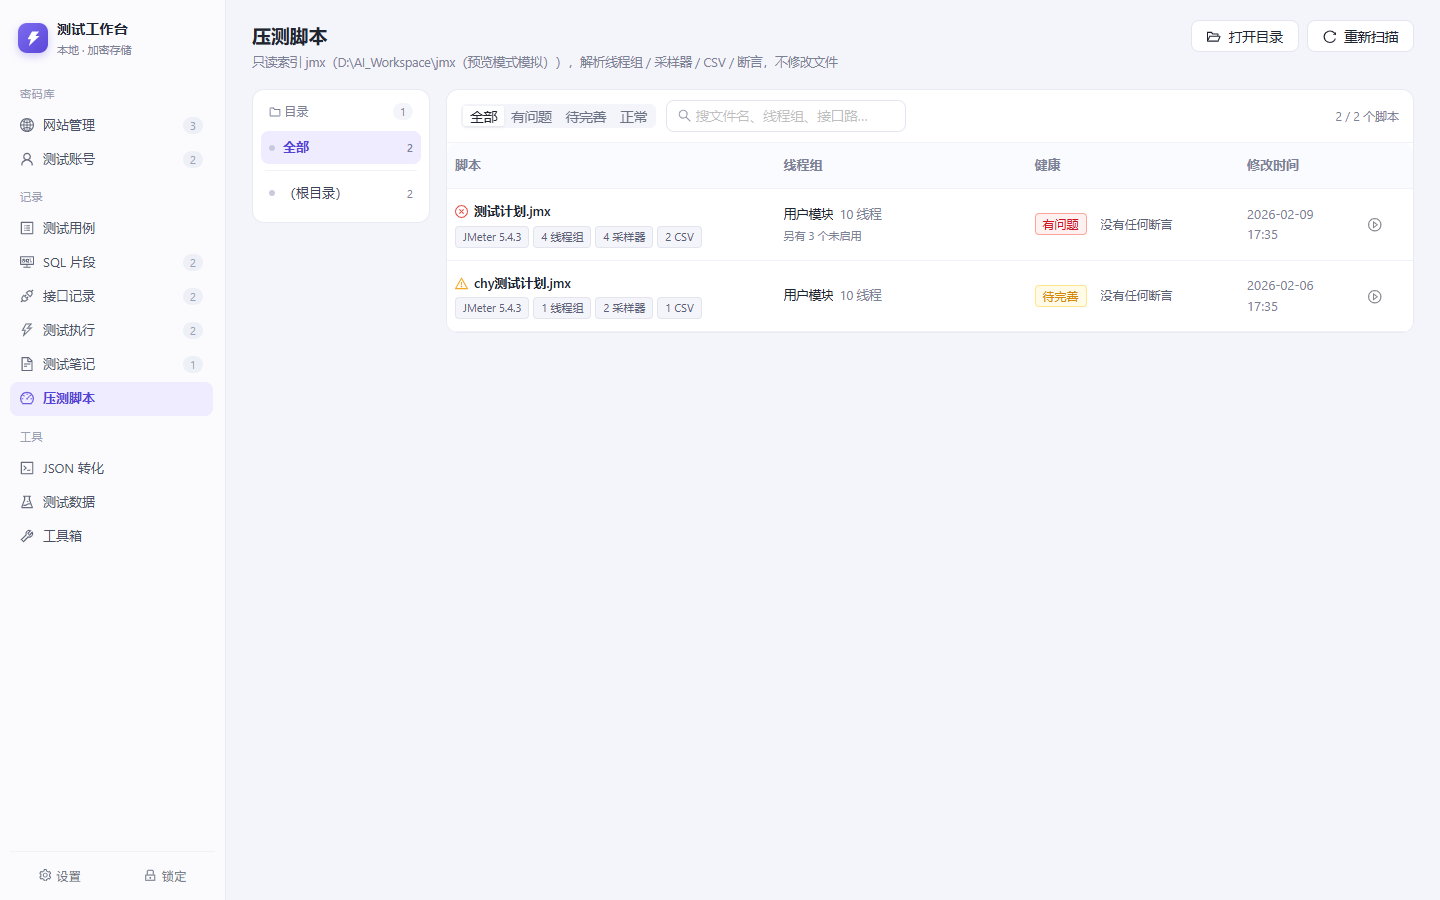 测试工作台
本地 · 加密存储
密码库
网站管理 3
测试账号 2
记录
测试用例
SQL 片段 2
接口记录 2
测试执行 2
测试笔记 1
压测脚本
工具
JSON 转化
测试数据
工具箱
设置
锁定
压测脚本
只读索引 jmx（D:\AI_Workspace\jmx（预览模式模拟）），解析线程组 / 采样器 / CSV / 断言，不修改文件
打开目录
重新扫描
目录 1
全部 2
（根目录） 2
全部 有问题 待完善 正常
搜文件名、线程组、接口路...
2 / 2 个脚本
脚本 线程组 健康 修改时间
测试计划.jmx
JMeter 5.4.3 4 线程组 4 采样器 2 CSV
用户模块 10 线程
另有 3 个未启用
有问题 没有任何断言
2026-02-09
17:35
chy测试计划.jmx
JMeter 5.4.3 1 线程组 2 采样器 1 CSV
用户模块 10 线程
待完善 没有任何断言
2026-02-06
17:35